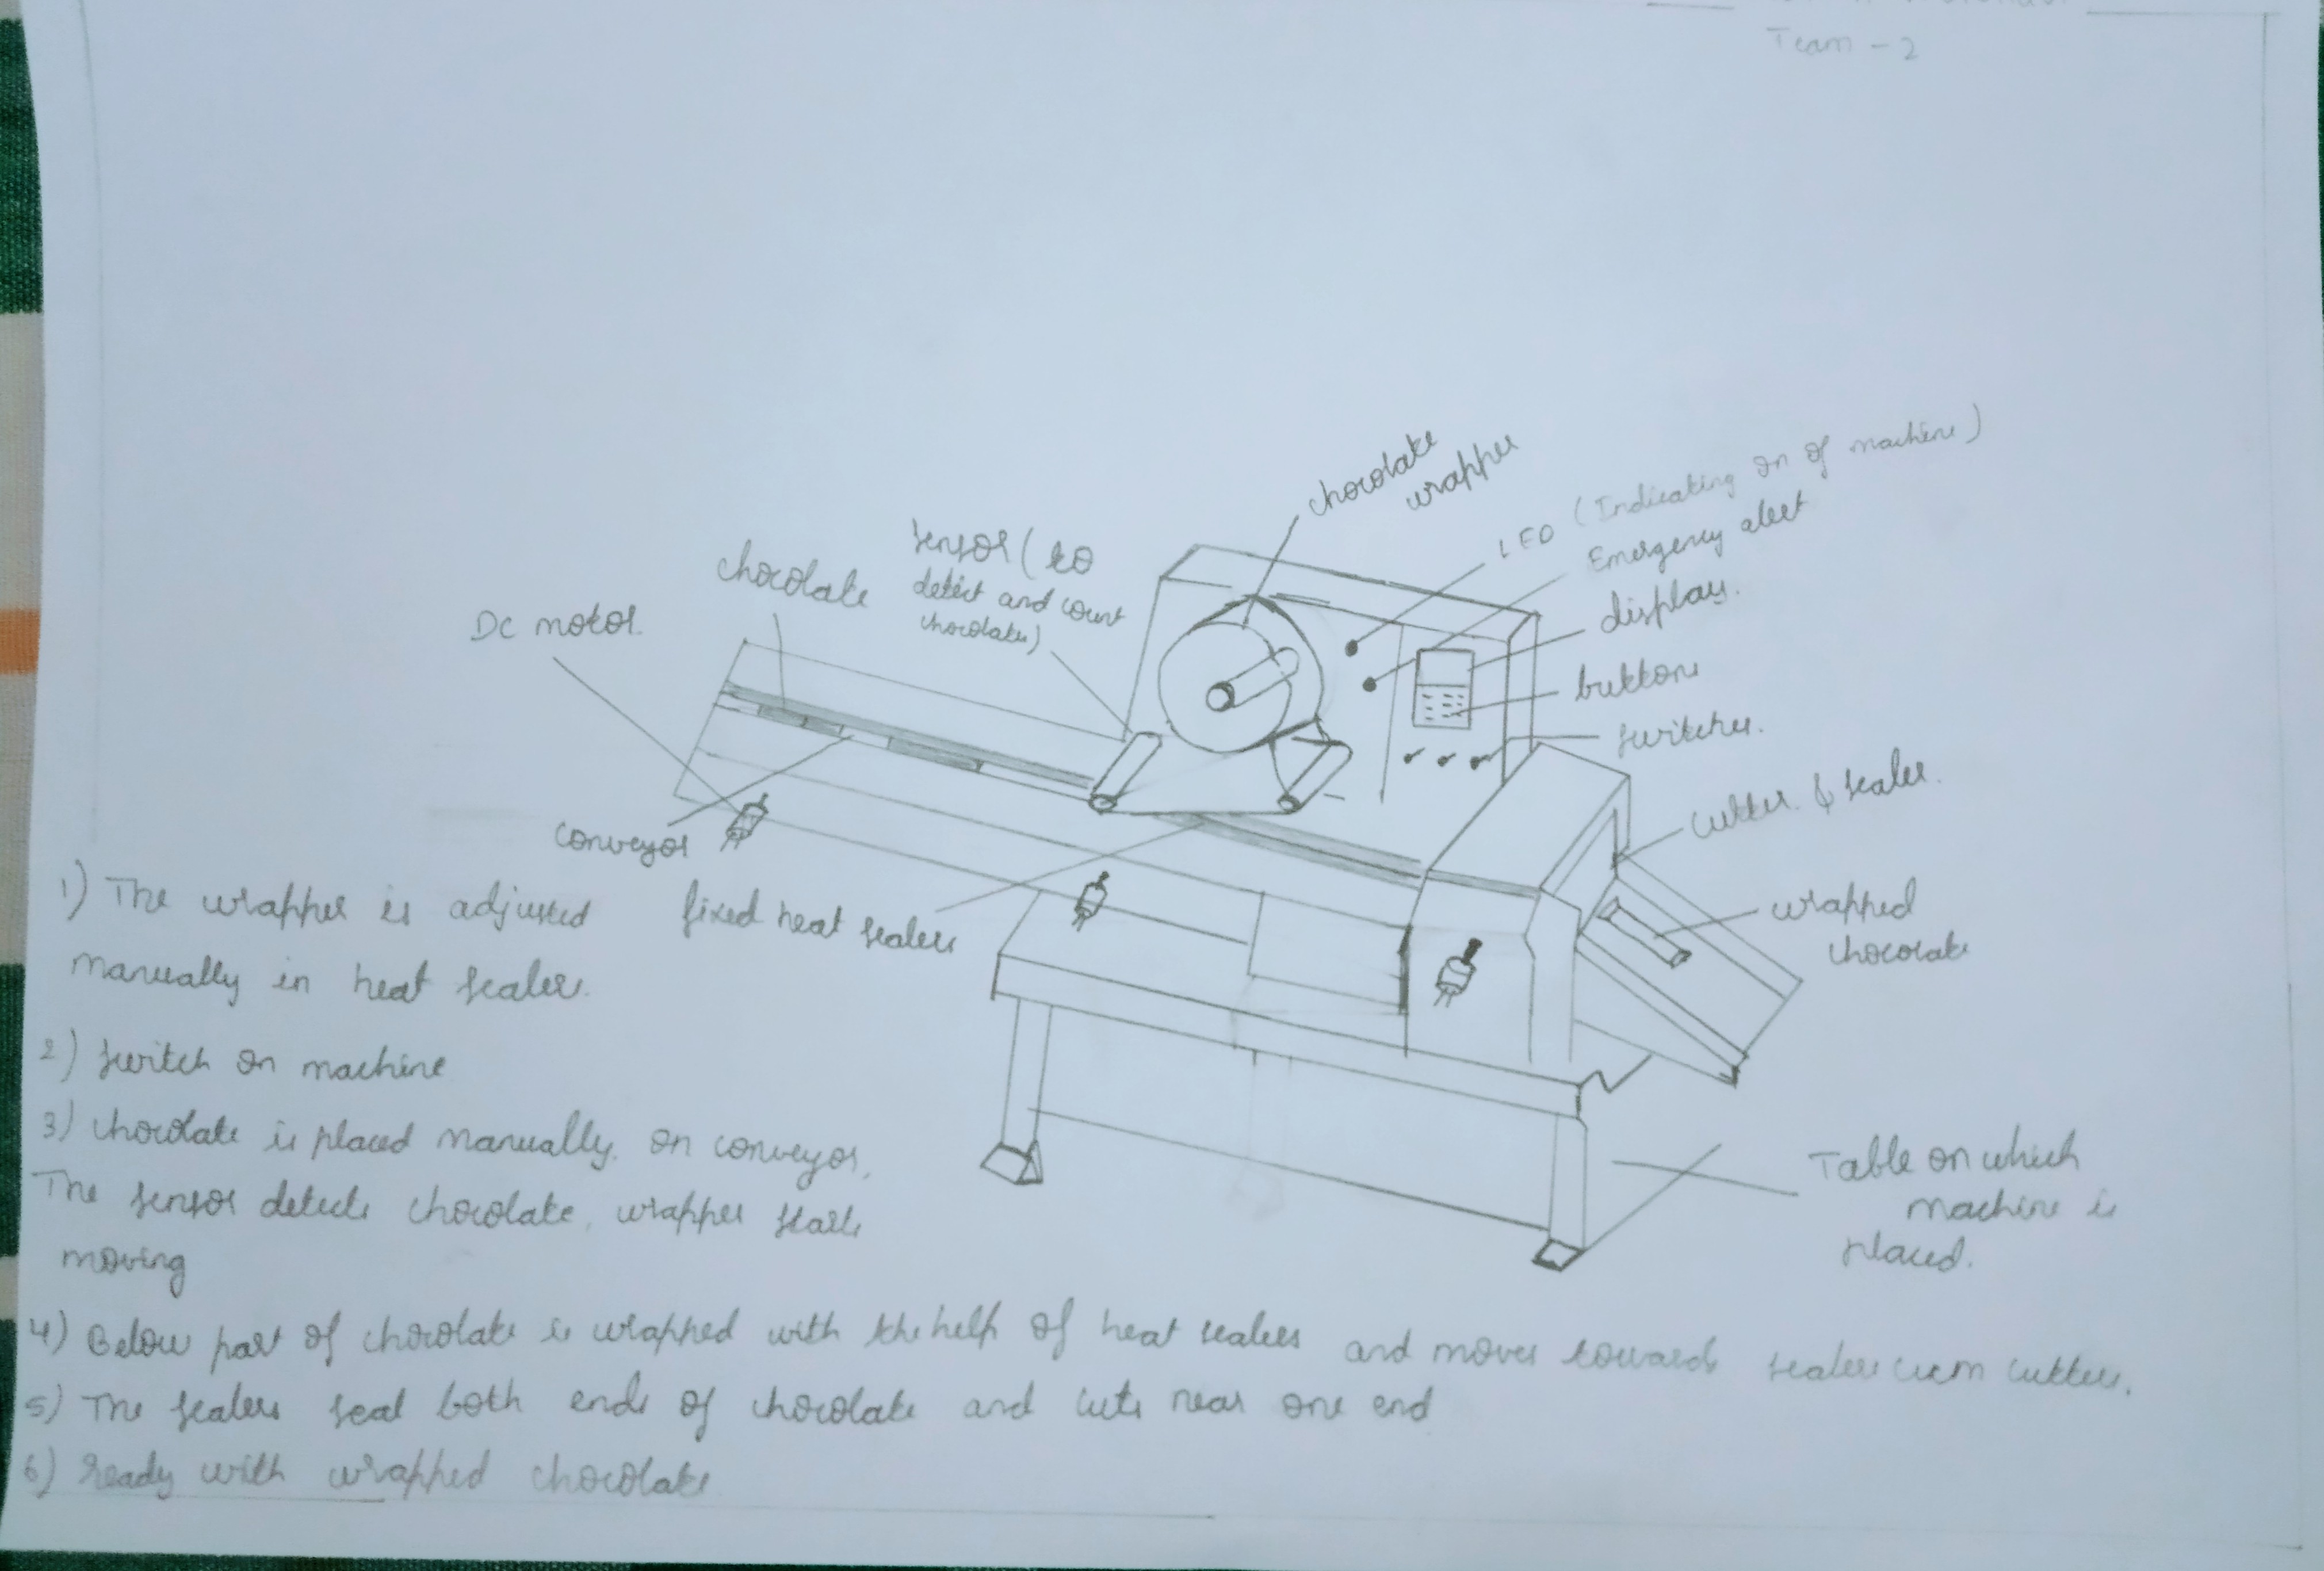 Team - 2
chocolate
wrapper
LED (Indicating on of machine)
Emergency alert
display.
buttons
switches.
cutter & sealer.
wrapped
chocolate
Sensor (to
detect and count
chocolates)
chocolate
DC motor.
conveyor
fixed heat sealers
Table on which
machine is
placed.
1) The wrapper is adjusted
manually in heat sealer.
2) Switch on machine
3) chocolate is placed manually. on conveyor,
The sensor detects chocolate, wrapper starts
moving
4) Below part of chocolate is wrapped with the help of heat sealers and moves towards sealers cum cutters.
5) The sealers seal both ends of chocolate and cuts near one end
6) Ready with wrapped chocolate